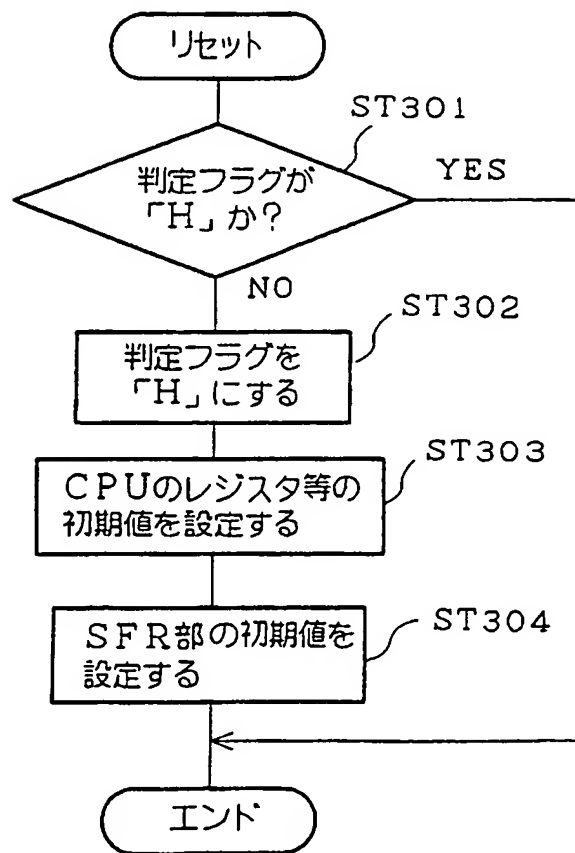 リセット
ST301
判定フラグが
「H」か?
YES
NO
ST302
判定フラグを
「H」にする
ST303
CPUのレジスタ等の
初期値を設定する
ST304
SFR部の初期値を
設定する
エンド